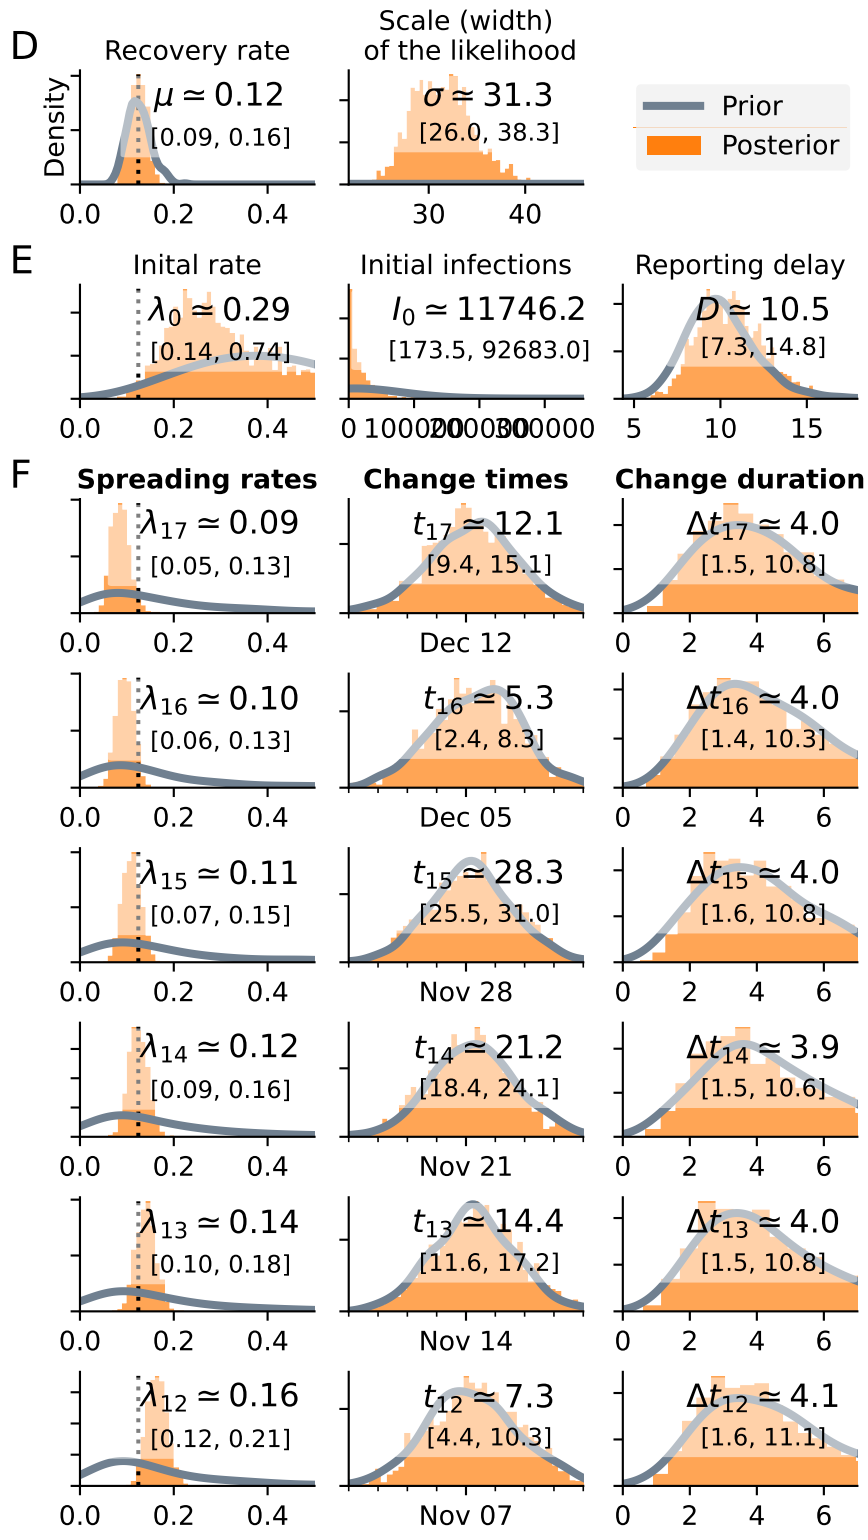 D
Recovery rate
Scale (width)
of the likelihood
Density
μ ≃ 0.12
[0.09, 0.16]
0.0 0.2 0.4
σ ≃ 31.3
[26.0, 38.3]
30 40
Prior
Posterior
E
Inital rate
Initial infections
Reporting delay
λ0 ≃ 0.29
[0.14, 0.74]
0.0 0.2 0.4
I0 ≃ 11746.2
[173.5, 92683.0]
0 100000 200000 300000
D ≃ 10.5
[7.3, 14.8]
5 10 15
F
Spreading rates
Change times
Change duration
λ17 ≃ 0.09
[0.05, 0.13]
0.0 0.2 0.4
t17 ≃ 12.1
[9.4, 15.1]
Dec 12
Δt17 ≃ 4.0
[1.5, 10.8]
0 2 4 6
λ16 ≃ 0.10
[0.06, 0.13]
0.0 0.2 0.4
t16 ≃ 5.3
[2.4, 8.3]
Dec 05
Δt16 ≃ 4.0
[1.4, 10.3]
0 2 4 6
λ15 ≃ 0.11
[0.07, 0.15]
0.0 0.2 0.4
t15 ≃ 28.3
[25.5, 31.0]
Nov 28
Δt15 ≃ 4.0
[1.6, 10.8]
0 2 4 6
λ14 ≃ 0.12
[0.09, 0.16]
0.0 0.2 0.4
t14 ≃ 21.2
[18.4, 24.1]
Nov 21
Δt14 ≃ 3.9
[1.5, 10.6]
0 2 4 6
λ13 ≃ 0.14
[0.10, 0.18]
0.0 0.2 0.4
t13 ≃ 14.4
[11.6, 17.2]
Nov 14
Δt13 ≃ 4.0
[1.5, 10.8]
0 2 4 6
λ12 ≃ 0.16
[0.12, 0.21]
0.0 0.2 0.4
t12 ≃ 7.3
[4.4, 10.3]
Nov 07
Δt12 ≃ 4.1
[1.6, 11.1]
0 2 4 6